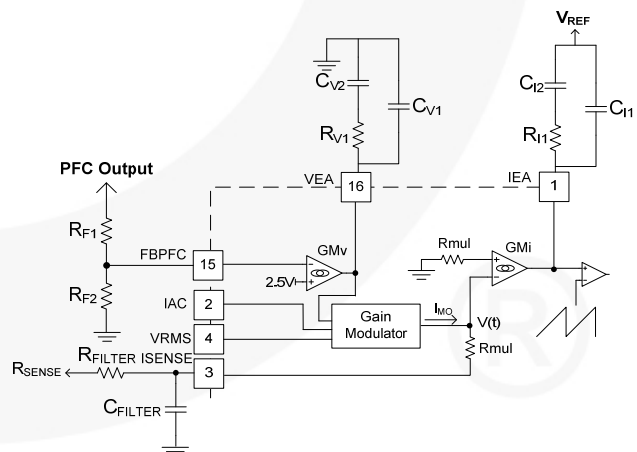 VREF
CV2
CV1
RV1
CI2
CI1
RI1
PFC Output
VEA
16
IEA
1
RF1
FBPFC
15
GMv
Rmul
GMi
2.5V
RF2
IAC
2
Gain
Modulator
IMO
V(t)
VRMS
4
Rmul
RFILTER
ISENSE
RSENSE
3
CFILTER
®